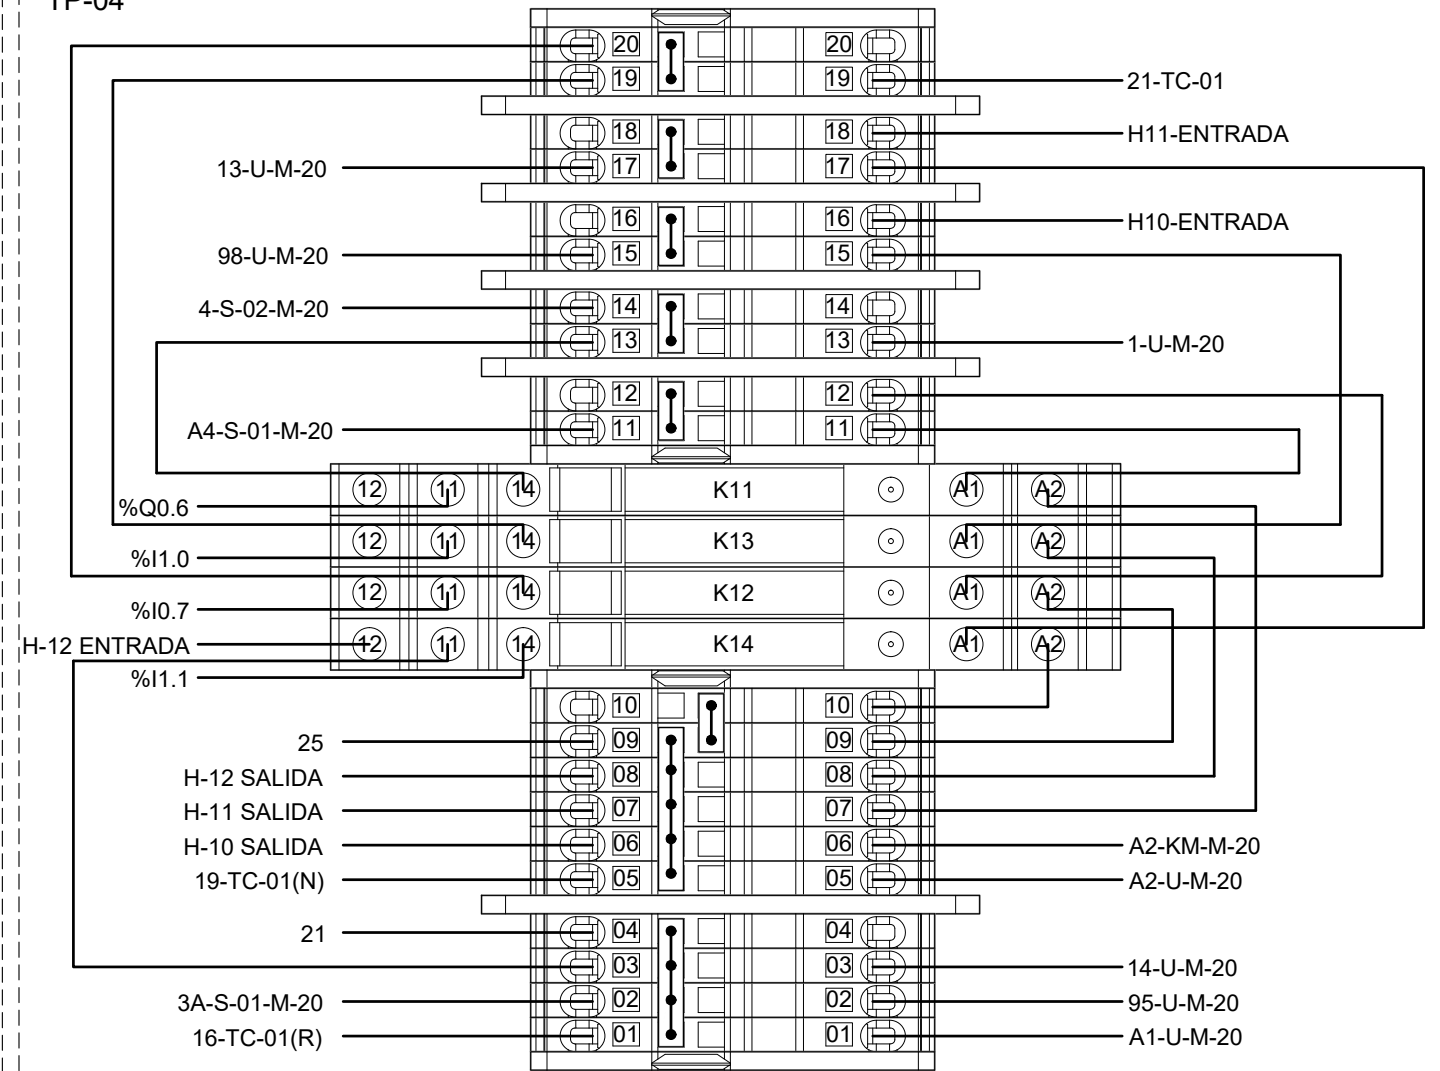 TP-04
20 20
19 19 21-TC-01
18 18 H11-ENTRADA
13-U-M-20 17 17
16 16 H10-ENTRADA
98-U-M-20 15 15
4-S-02-M-20 14 14
13 13 1-U-M-20
12 12
A4-S-01-M-20 11 11
12 11 14 K11 A1 A2
%Q0.6
12 11 14 K13 A1 A2
%I1.0
12 11 14 K12 A1 A2
%I0.7
H-12 ENTRADA 12 11 14 K14 A1 A2
%I1.1
10 10
25 09 09
H-12 SALIDA 08 08
H-11 SALIDA 07 07
H-10 SALIDA 06 06 A2-KM-M-20
19-TC-01(N) 05 05 A2-U-M-20
21 04 04
03 03 14-U-M-20
3A-S-01-M-20 02 02 95-U-M-20
16-TC-01(R) 01 01 A1-U-M-20